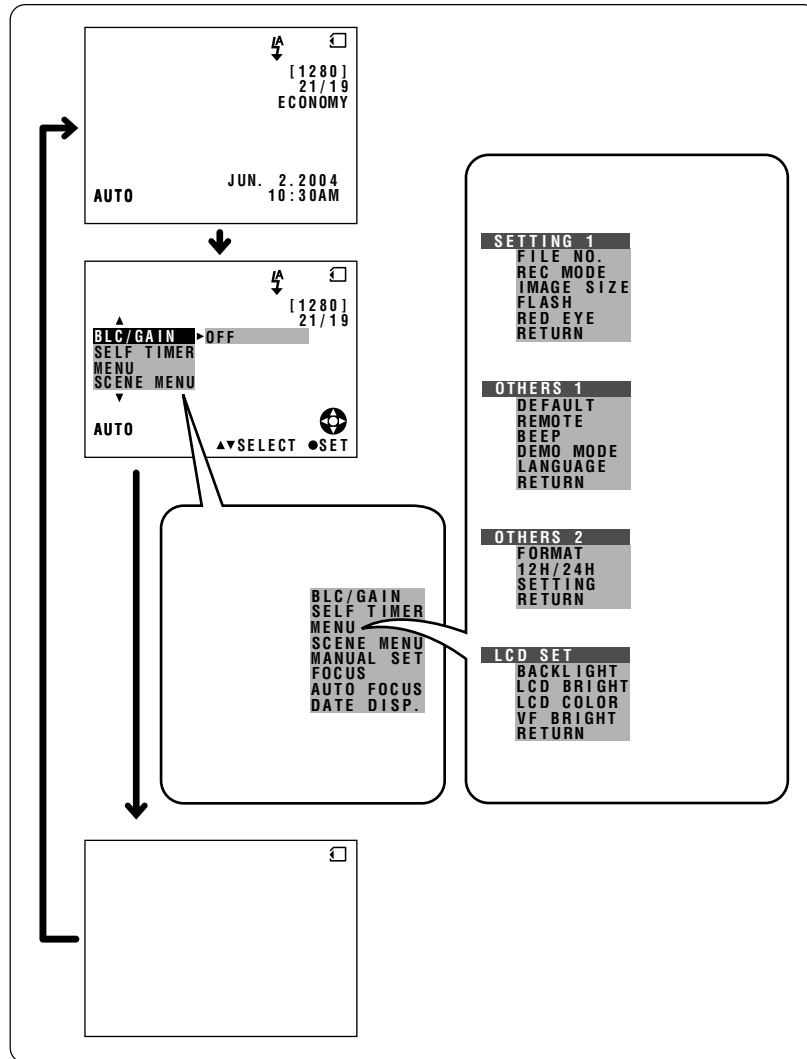 A
[1280]
21/19
ECONOMY
JUN. 2.2004
AUTO 10:30AM
A
[1280]
21/19
BLC/GAIN OFF
SELF TIMER
MENU
SCENE MENU
AUTO
SELECT SET
BLC/GAIN
SELF TIMER
MENU
SCENE MENU
MANUAL SET
FOCUS
AUTO FOCUS
DATE DISP.
SETTING 1
FILE NO.
REC MODE
IMAGE SIZE
FLASH
RED EYE
RETURN
OTHERS 1
DEFAULT
REMOTE
BEEP
DEMO MODE
LANGUAGE
RETURN
OTHERS 2
FORMAT
12H/24H
SETTING
RETURN
LCD SET
BACKLIGHT
LCD BRIGHT
LCD COLOR
VF BRIGHT
RETURN